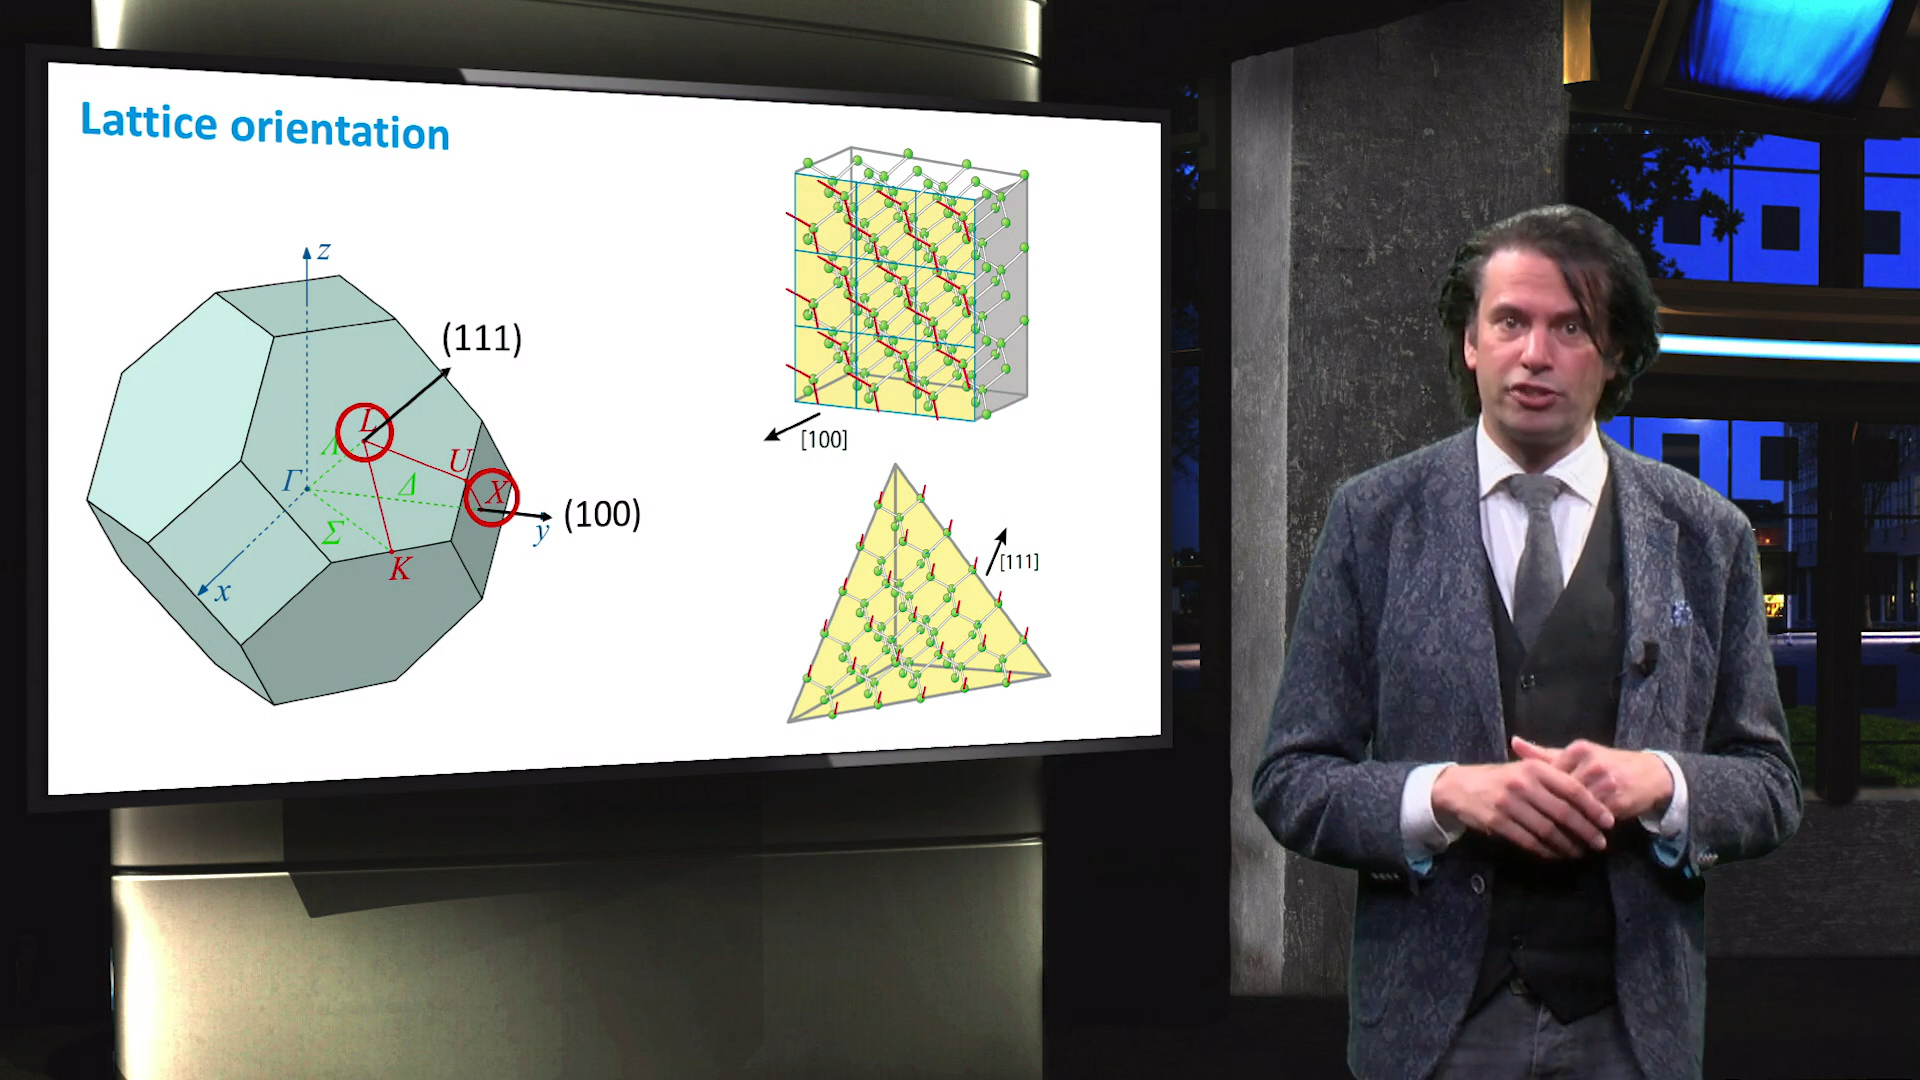 Lattice orientation
z
(111)
L
Λ
U
Γ
Δ
X
(100)
y
Σ
K
x
[100]
[111]